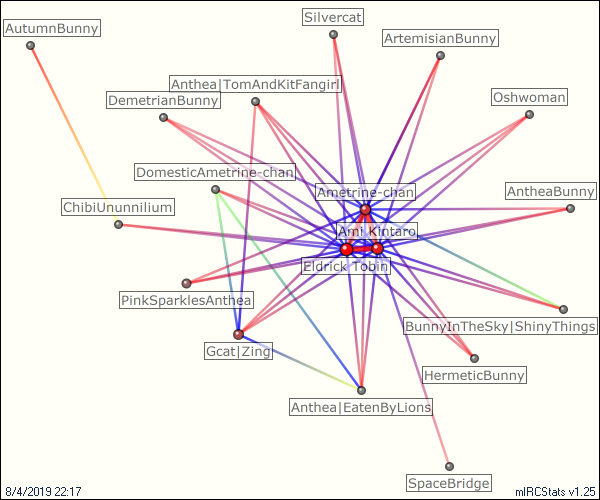 Silvercat
AutumnBunny
ArtemisianBunny
Anthea|TomAndKitFangirl
DemetrianBunny
Oshwoman
DomesticAmetrine-chan
Ametrine-chan
AntheaBunny
ChibiUnunnilium
Ami Kintaro
Eldrick Tobin
PinkSparklesAnthea
BunnyInTheSky|ShinyThings
Gcat|Zing
HermeticBunny
Anthea|EatenByLions
SpaceBridge
8/4/2019 22:17
mIRCStats v1.25